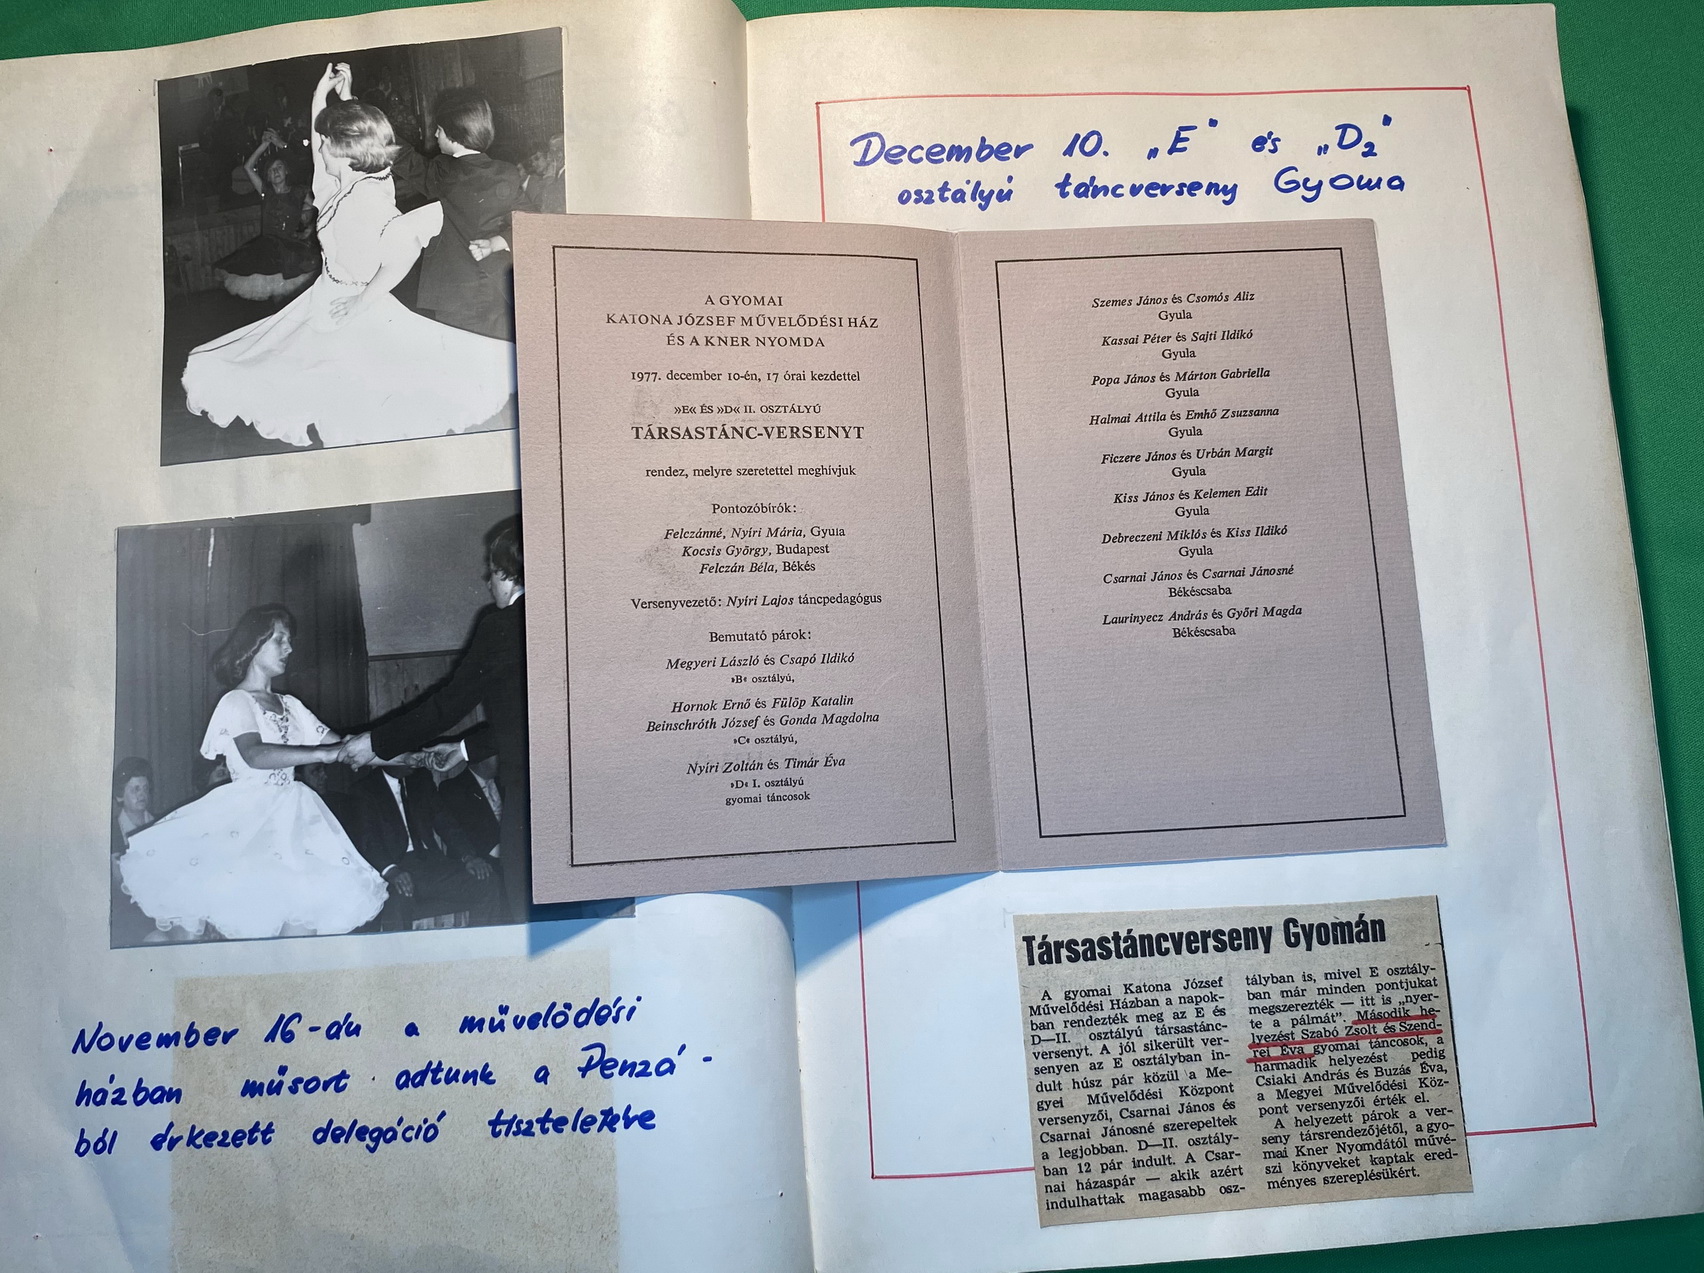 November 16-án a művelődési
házban műsort adtunk a Penzá-
ból érkezett delegáció tiszteletére
December 10. „E" és „D₂"
osztályú táncverseny Gyoma
A GYOMAI
KATONA JÓZSEF MŰVELŐDÉSI HÁZ
ÉS A KNER NYOMDA
1977. december 10-én, 17 órai kezdettel
»E« ÉS »D« II. OSZTÁLYÚ
TÁRSASTÁNC-VERSENYT
rendez, melyre szeretettel meghívjuk
Pontozóbírók:
Felczánné, Nyíri Mária, Gyula
Kocsis György, Budapest
Felczán Béla, Békés
Versenyvezető: Nyíri Lajos táncpedagógus
Bemutató párok:
Megyeri László és Csapó Ildikó
»B« osztályú,
Hornok Ernő és Fülöp Katalin
Beinschróth József és Gonda Magdolna
»C« osztályú,
Nyíri Zoltán és Timár Éva
»D« I. osztályú
gyomai táncosok
Szemes János és Csomós Aliz
Gyula
Kassai Péter és Sajti Ildikó
Gyula
Popa János és Márton Gabriella
Gyula
Halmai Attila és Emhő Zsuzsanna
Gyula
Ficzere János és Urbán Margit
Gyula
Kiss János és Kelemen Edit
Gyula
Debreczeni Miklós és Kiss Ildikó
Gyula
Csarnai János és Csarnai Jánosné
Békéscsaba
Laurinyecz András és Győri Magda
Békéscsaba
Társastáncverseny Gyomán
A gyomai Katona József
Művelődési Házban a napok-
ban rendezték meg az E és
D—II. osztályú társastánc-
versenyt. A jól sikerült ver-
senyen az E osztályban in-
dult húsz pár közül a Me-
gyei Művelődési Központ
versenyzői, Csarnai János és
Csarnai Jánosné szerepeltek
a legjobban. D—II. osztály-
ban 12 pár indult. A Csar-
nai házaspár — akik azért
indulhattak magasabb osz-
tályban is, mivel E osztály-
ban már minden pontjukat
megszerezték — itt is „nyer-
te a pálmát". Második he-
lyezést Szabó Zsolt és Szend-
rei Éva gyomai táncosok, a
harmadik helyezést pedig
Csiaki András és Buzás Éva,
a Megyei Művelődési Köz-
pont versenyzői érték el.
A helyezett párok a ver-
seny társrendezőjétől, a gyo-
mai Kner Nyomdától művé-
szi könyveket kaptak ered-
ményes szereplésükért.